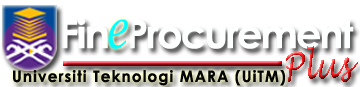 FineProcurement
Plus
Universiti Teknologi MARA (UiTM)